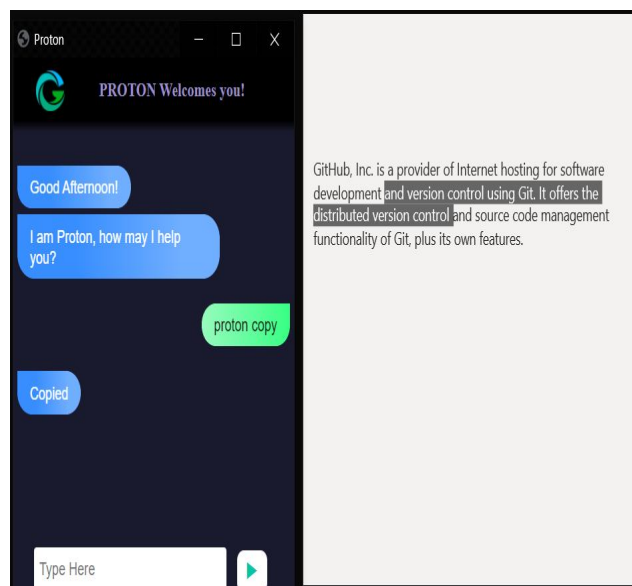 Proton
PROTON Welcomes you!
Good Afternoon!
I am Proton, how may I help
you?
proton copy
Copied
Type Here
GitHub, Inc. is a provider of Internet hosting for software
development and version control using Git. It offers the
distributed version control and source code management
functionality of Git, plus its own features.